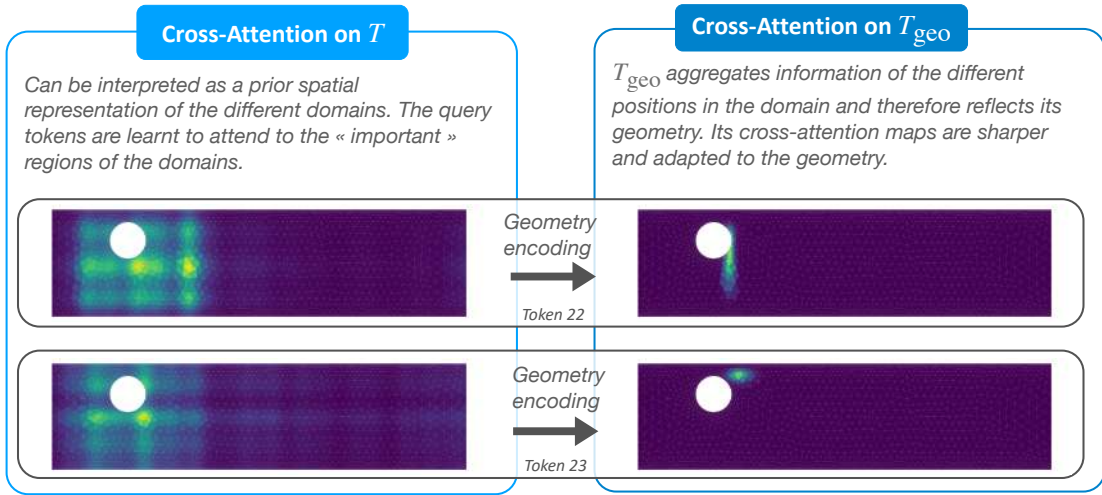 Cross-Attention on T
Can be interpreted as a prior spatial
representation of the different domains. The query
tokens are learnt to attend to the « important »
regions of the domains.
Cross-Attention on T_geo
T_geo aggregates information of the different
positions in the domain and therefore reflects its
geometry. Its cross-attention maps are sharper
and adapted to the geometry.
Geometry
encoding
Token 22
Geometry
encoding
Token 23